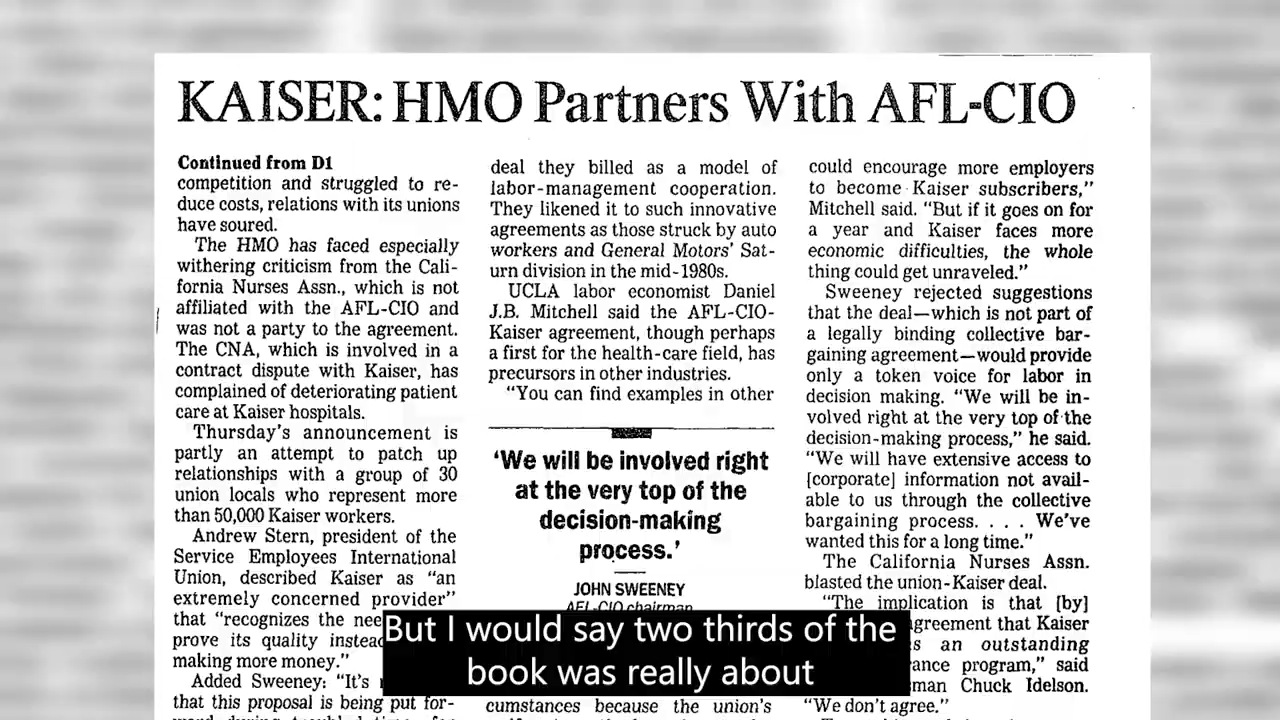 KAISER: HMO Partners With AFL-CIO
Continued from D1
competition and struggled to re-
duce costs, relations with its unions
have soured.
The HMO has faced especially
withering criticism from the Cali-
fornia Nurses Assn., which is not
affiliated with the AFL-CIO and
was not a party to the agreement.
The CNA, which is involved in a
contract dispute with Kaiser, has
complained of deteriorating patient
care at Kaiser hospitals.
Thursday's announcement is
partly an attempt to patch up
relationships with a group of 30
union locals who represent more
than 50,000 Kaiser workers.
Andrew Stern, president of the
Service Employees International
Union, described Kaiser as "an
extremely concerned provider"
that "recognizes the
prove its quality
making more money."
Added Sweeney: "It's
that this proposal is being put for-
deal they billed as a model of
labor-management cooperation.
They likened it to such innovative
agreements as those struck by auto
workers and General Motors' Sat-
urn division in the mid-1980s.
UCLA labor economist Daniel
J.B. Mitchell said the AFL-CIO-
Kaiser agreement, though perhaps
a first for the health-care field, has
precursors in other industries.
"You can find examples in other
'We will be involved right
at the very top of the
decision-making
process.'
JOHN SWEENEY
AFL-CIO chairman
cumstances because the union's
could encourage more employers
to become Kaiser subscribers,"
Mitchell said. "But if it goes on for
a year and Kaiser faces more
economic difficulties, the whole
thing could get unraveled."
Sweeney rejected suggestions
that the deal—which is not part of
a legally binding collective bar-
gaining agreement—would provide
only a token voice for labor in
decision making. "We will be in-
volved right at the very top of the
decision-making process," he said.
"We will have extensive access to
[corporate] information not avail-
able to us through the collective
bargaining process. . . . We've
wanted this for a long time."
The California Nurses Assn.
blasted the union-Kaiser deal.
"The implication is that [by]
that Kaiser
an outstanding
program," said
Chuck Idelson.
"We don't agree."
But I would say two thirds of the
book was really about